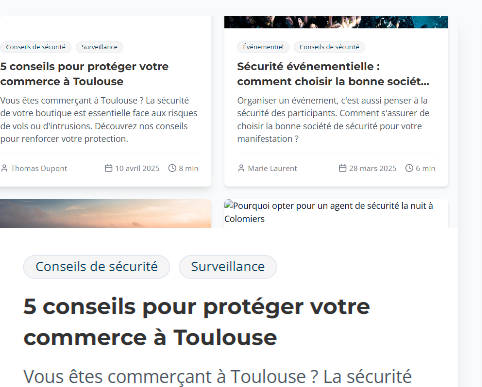 Conseils de sécurité Surveillance
5 conseils pour protéger votre
commerce à Toulouse
Vous êtes commerçant à Toulouse ? La sécurité
de votre boutique est essentielle face aux risques
de vols ou d'intrusions. Découvrez nos conseils
pour renforcer votre protection.
Thomas Dupont 10 avril 2025 8 min
Événementiel Conseils de sécurité
Sécurité événementielle :
comment choisir la bonne sociét...
Organiser un événement, c'est aussi penser à la
sécurité des participants. Comment s'assurer de
choisir la bonne société de sécurité pour votre
manifestation ?
Marie Laurent 28 mars 2025 6 min
Pourquoi opter pour un agent de sécurité la nuit à
Colomiers
Conseils de sécurité Surveillance
5 conseils pour protéger votre
commerce à Toulouse
Vous êtes commerçant à Toulouse ? La sécurité